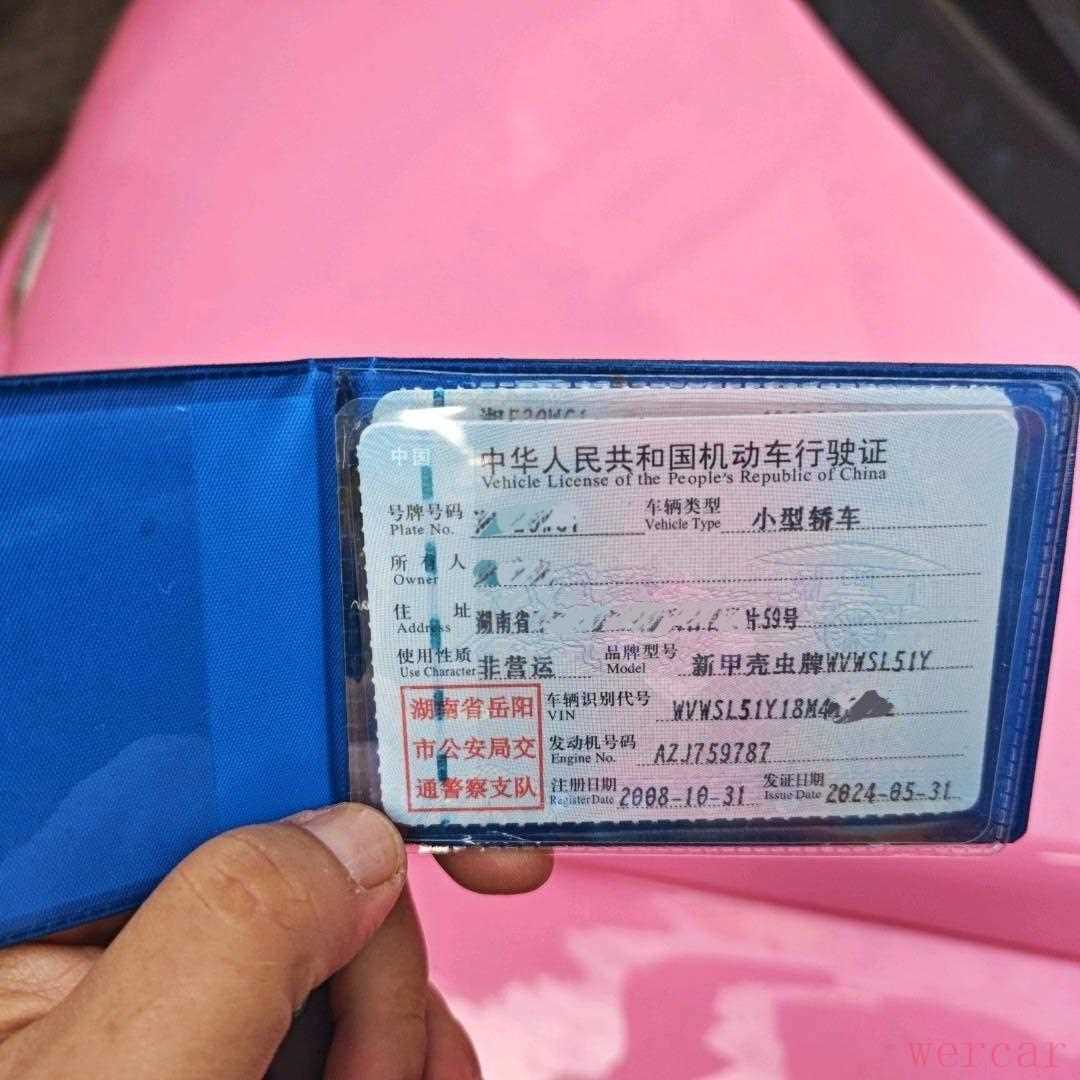 中国
中华人民共和国机动车行驶证
Vehicle License of the People's Republic of China
号牌号码 车辆类型 小型轿车
Plate No. Vehicle Type
所有人
Owner
住址 湖南省 片59号
Address
使用性质 非营运 品牌型号 新甲壳虫牌WVWSL51Y
Use Character Model
湖南省岳阳
市公安局交
通警察支队
车辆识别代号 WVWSL51Y18M4
VIN
发动机号码 AZJ759787
Engine No.
注册日期 2008-10-31 发证日期 2024-05-31
Register Date Issue Date
wercar